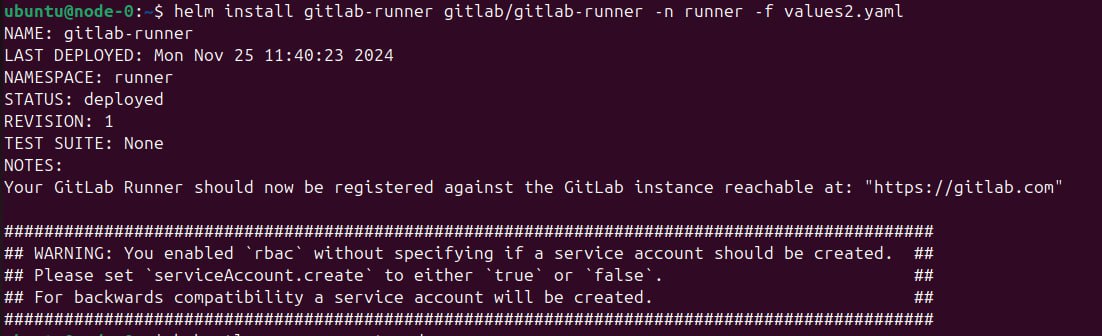 ubuntu@node-0:~$ helm install gitlab-runner gitlab/gitlab-runner -n runner -f values2.yaml
NAME: gitlab-runner
LAST DEPLOYED: Mon Nov 25 11:40:23 2024
NAMESPACE: runner
STATUS: deployed
REVISION: 1
TEST SUITE: None
NOTES:
Your GitLab Runner should now be registered against the GitLab instance reachable at: "https://gitlab.com"

#############################################################################################
## WARNING: You enabled `rbac` without specifying if a service account should be created.  ##
## Please set `serviceAccount.create` to either `true` or `false`.                         ##
## For backwards compatibility a service account will be created.                          ##
#############################################################################################